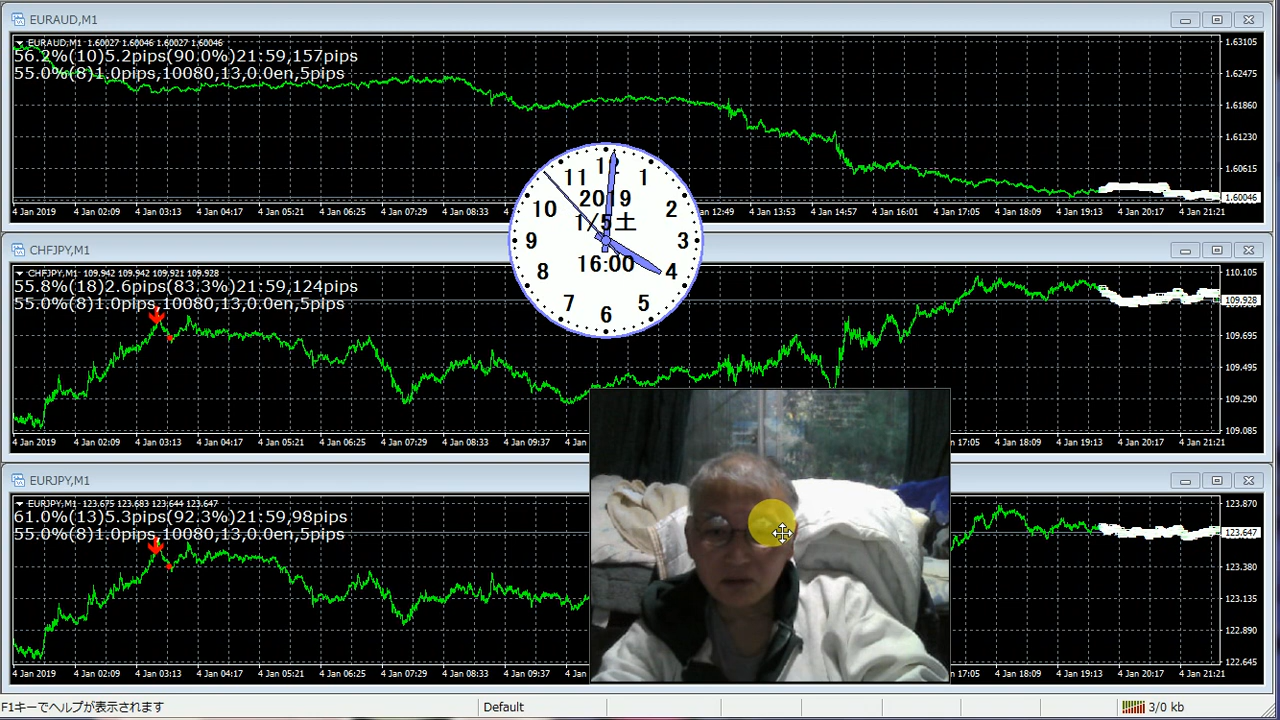 EURAUD,M1
EURAUD,M1 1.60027 1.60046 1.60027 1.60046
56.2%(10)5.2pips(90.0%)21:59,157pips
55.0%(8)1.0pips,10080,13,0.0en,5pips
1.63105
1.62475
1.61860
1.61230
1.60615
1.60046
4 Jan 2019 4 Jan 02:09 4 Jan 03:13 4 Jan 04:17 4 Jan 05:21 4 Jan 06:25 4 Jan 07:29 4 Jan 08:33 12:49 4 Jan 13:53 4 Jan 14:57 4 Jan 16:01 4 Jan 17:05 4 Jan 18:09 4 Jan 19:13 4 Jan 20:17 4 Jan 21:21
12
11 1
2019
10 2
1/5土
9 3
16:00
8 4
7 5
6
CHFJPY,M1
CHFJPY,M1 109.942 109.942 109.921 109.928
55.8%(18)2.6pips(83.3%)21:59,124pips
55.0%(8)1.0pips,10080,13,0.0en,5pips
110.105
109.928
109.695
109.495
109.290
109.085
4 Jan 2019 4 Jan 02:09 4 Jan 03:13 4 Jan 04:17 4 Jan 05:21 4 Jan 06:25 4 Jan 07:29 4 Jan 08:33 4 Jan 09:37 4 Jan 17:05 4 Jan 18:09 4 Jan 19:13 4 Jan 20:17 4 Jan 21:21
EURJPY,M1
EURJPY,M1 123.675 123.683 123.644 123.647
61.0%(13)5.3pips(92.3%)21:59,98pips
55.0%(8)1.0pips,10080,13,0.0en,5pips
123.870
123.647
123.380
123.135
122.890
122.645
4 Jan 2019 4 Jan 02:09 4 Jan 03:13 4 Jan 04:17 4 Jan 05:21 4 Jan 06:25 4 Jan 07:29 4 Jan 08:33 4 Jan 09:37 4 Jan 17:05 4 Jan 18:09 4 Jan 19:13 4 Jan 20:17 4 Jan 21:21
F1キーでヘルプが表示されます Default 3/0 kb